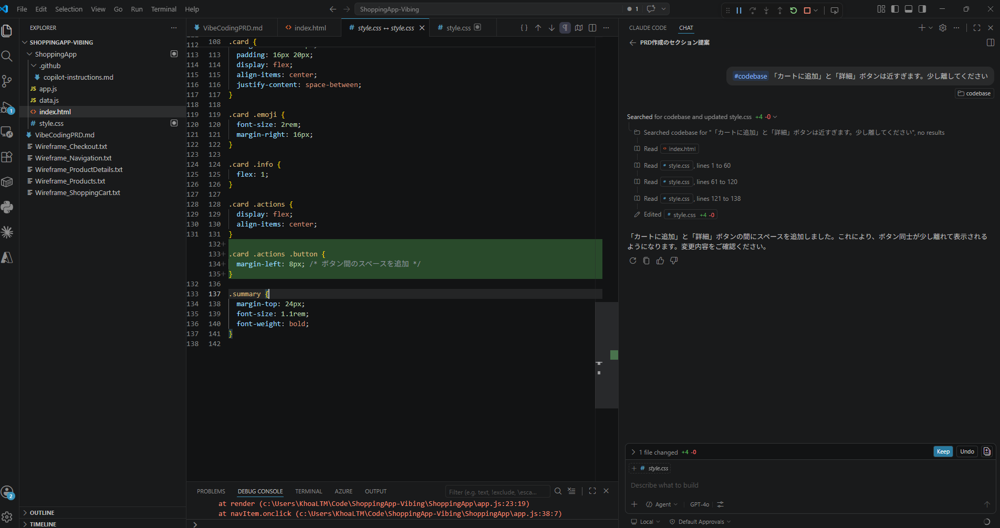 File Edit Selection View Go Run Terminal Help
ShoppingApp-Vibing
1
EXPLORER
SHOPPINGAPP-VIBING
ShoppingApp
.github
copilot-instructions.md
JS app.js
JS data.js
<> index.html
# style.css
VibeCodingPRD.md
Wireframe_Checkout.txt
Wireframe_Navigation.txt
Wireframe_ProductDetails.txt
Wireframe_Products.txt
Wireframe_ShoppingCart.txt
OUTLINE
TIMELINE
1
2
VibeCodingPRD.md
<> index.html
# style.css ↔ style.css
# style.css
108 .card {
112
113 113 padding: 16px 20px;
114 114 display: flex;
115 115 align-items: center;
116 116 justify-content: space-between;
117 117 }
118 118
119 119 .card .emoji {
120 120 font-size: 2rem;
121 121 margin-right: 16px;
122 122 }
123 123
124 124 .card .info {
125 125 flex: 1;
126 126 }
127 127
128 128 .card .actions {
129 129 display: flex;
130 130 align-items: center;
131 131 }
132+
133+ .card .actions .button {
134+ margin-left: 8px; /* ボタン間のスペースを追加 */
135+ }
132 136
133 137 .summary {
134 138 margin-top: 24px;
135 139 font-size: 1.1rem;
136 140 font-weight: bold;
137 141 }
138 142
PROBLEMS DEBUG CONSOLE TERMINAL AZURE OUTPUT
Filter (e.g. text, !exclude, \esca...
at render (c:\Users\KhoaLTM\Code\ShoppingApp-Vibing\ShoppingApp\app.js:23:19)
at navItem.onclick (c:\Users\KhoaLTM\Code\ShoppingApp-Vibing\ShoppingApp\app.js:38:7)
CLAUDE CODE CHAT
PRD作成のセクション提案
#codebase 「カートに追加」と「詳細」ボタンは近すぎます。少し離してください
codebase
Searched for codebase and updated style.css +4 -0
Searched codebase for "「カートに追加」と「詳細」ボタンは近すぎます。少し離してください", no results
Read <> index.html
Read # style.css , lines 1 to 60
Read # style.css , lines 61 to 120
Read # style.css , lines 121 to 138
Edited # style.css +4 -0
「カートに追加」と「詳細」ボタンの間にスペースを追加しました。これにより、ボタン同士が少し離れて表示される
ようになります。変更内容をご確認ください。
1 file changed +4 -0
Keep Undo
+ # style.css
Describe what to build
Agent GPT-4o
Local Default Approvals